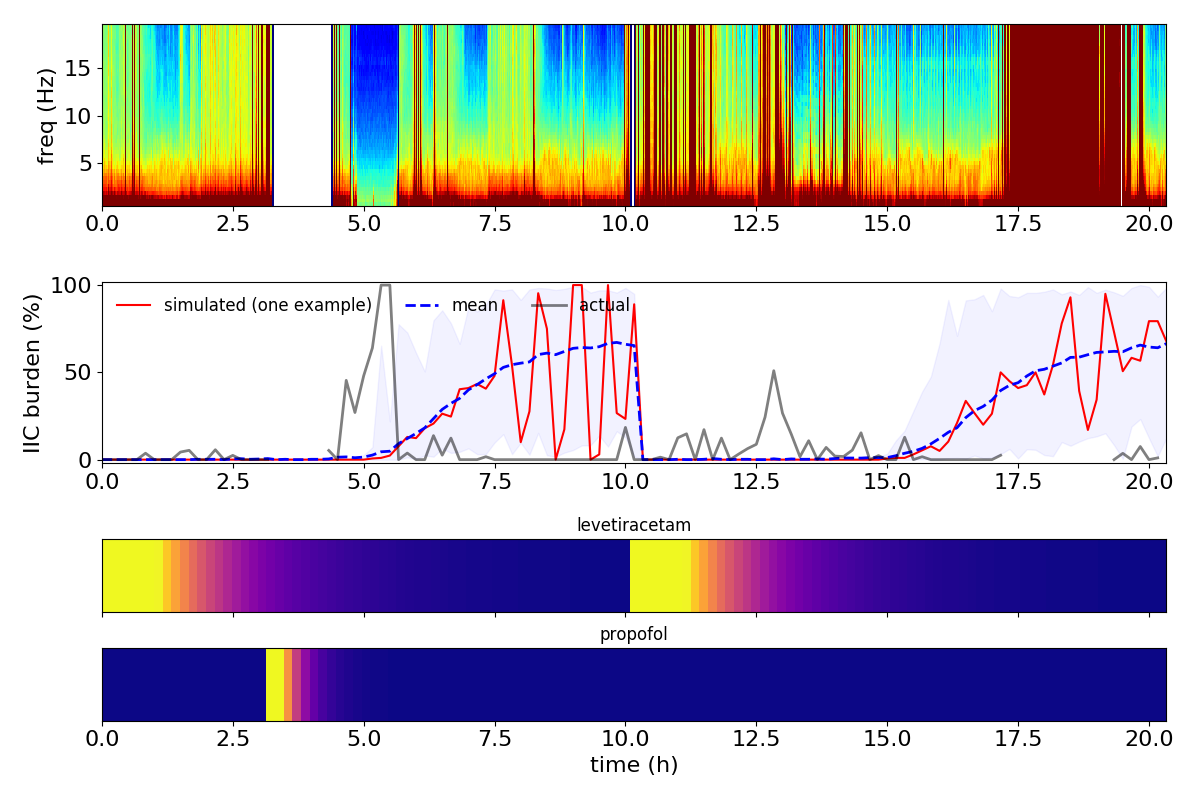 freq (Hz)
15
10
5
0.0 2.5 5.0 7.5 10.0 12.5 15.0 17.5 20.0
IIC burden (%)
100
50
0
simulated (one example) mean actual
0.0 2.5 5.0 7.5 10.0 12.5 15.0 17.5 20.0
levetiracetam
propofol
0.0 2.5 5.0 7.5 10.0 12.5 15.0 17.5 20.0
time (h)